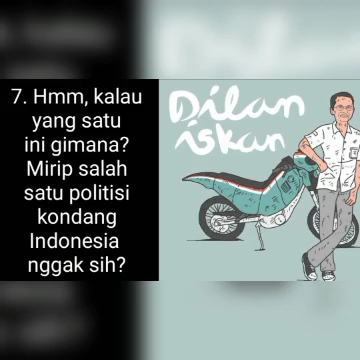 7. Hmm, kalau
yang satu
ini gimana?
Mirip salah
satu politisi
kondang
Indonesia
nggak sih?
Dilan
iskan